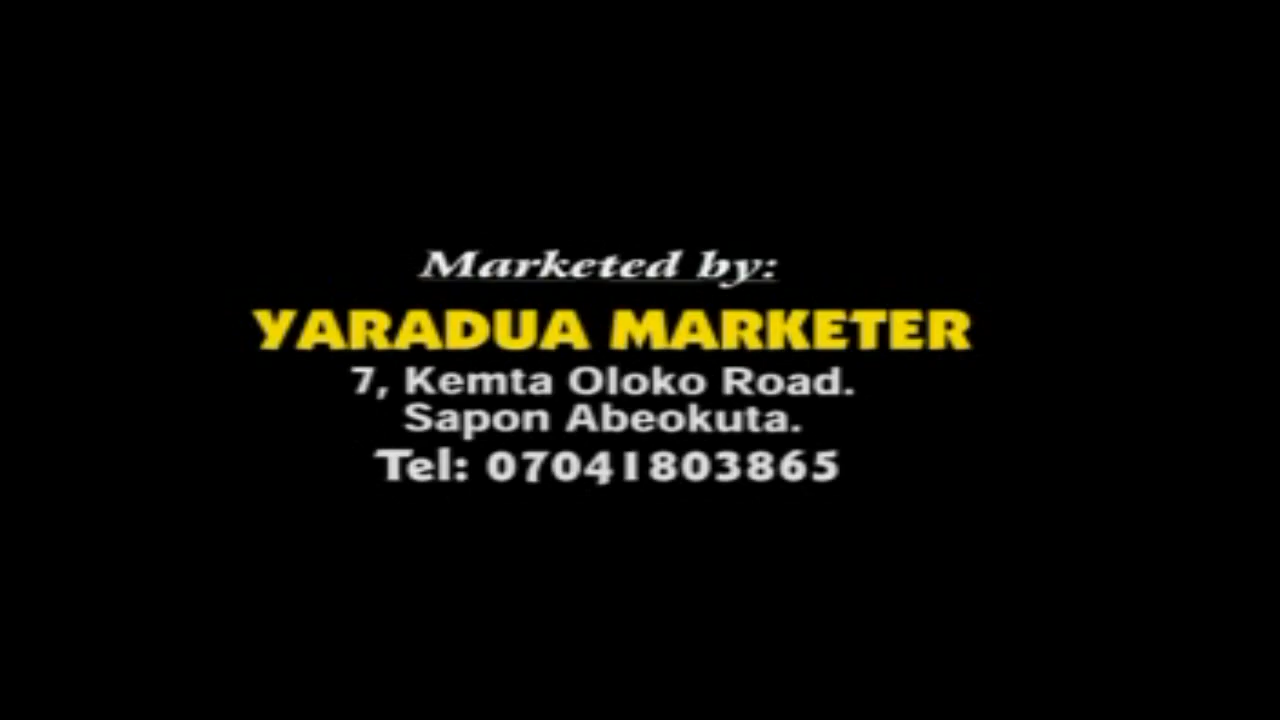 Marketed by:
YARADUA MARKETER
7, Kemta Oloko Road.
Sapon Abeokuta.
Tel: 07041803865